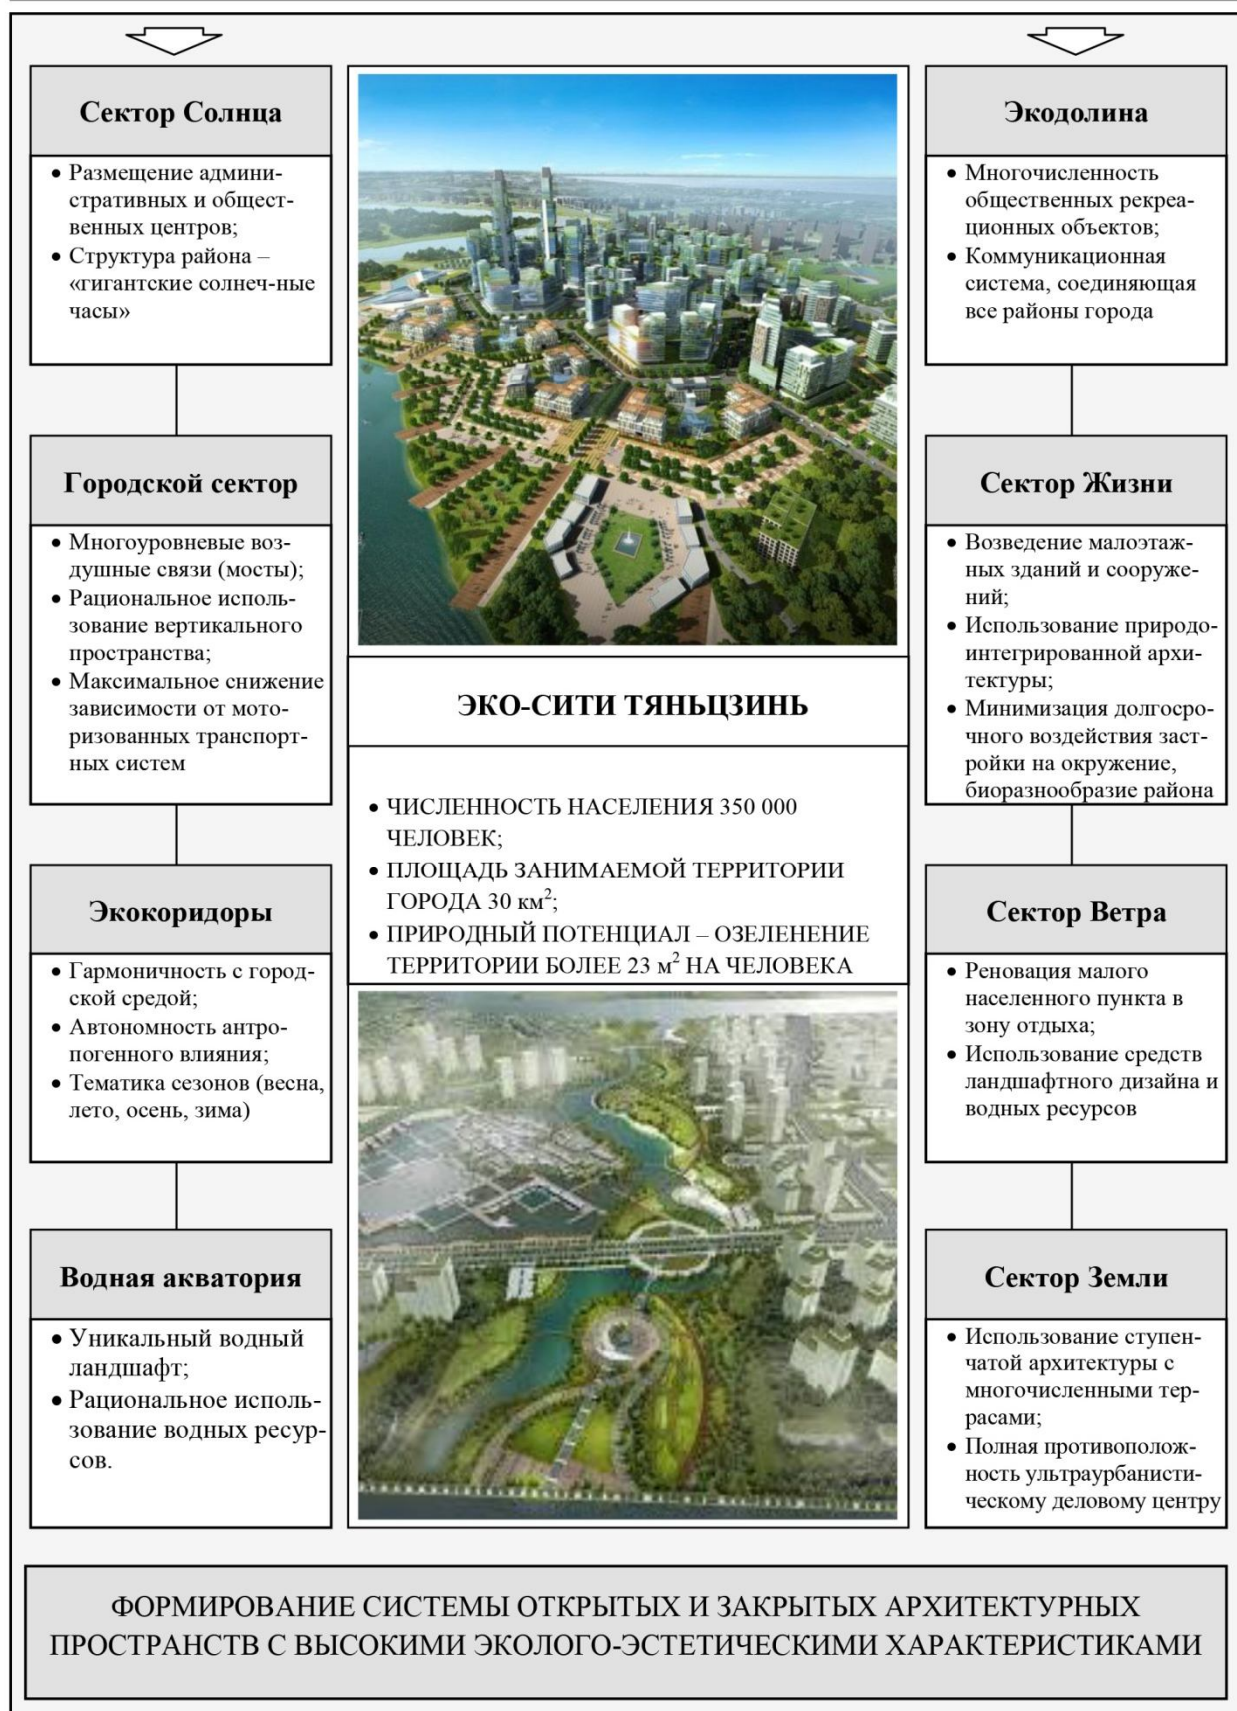 Сектор Солнца
• Размещение админи-
стративных и общест-
венных центров;
• Структура района –
«гигантские солнеч-ные
часы»
Городской сектор
• Многоуровневые воз-
душные связи (мосты);
• Рациональное исполь-
зование вертикального
пространства;
• Максимальное снижение
зависимости от мото-
ризованных транспорт-
ных систем
Экокоридоры
• Гармоничность с город-
ской средой;
• Автономность антро-
погенного влияния;
• Тематика сезонов (весна,
лето, осень, зима)
Водная акватория
• Уникальный водный
ландшафт;
• Рациональное исполь-
зование водных ресур-
сов.
ЭКО-СИТИ ТЯНЬЦЗИНЬ
• ЧИСЛЕННОСТЬ НАСЕЛЕНИЯ 350 000
ЧЕЛОВЕК;
• ПЛОЩАДЬ ЗАНИМАЕМОЙ ТЕРРИТОРИИ
ГОРОДА 30 км²;
• ПРИРОДНЫЙ ПОТЕНЦИАЛ – ОЗЕЛЕНЕНИЕ
ТЕРРИТОРИИ БОЛЕЕ 23 м² НА ЧЕЛОВЕКА
Экодолина
• Многочисленность
общественных рекреа-
ционных объектов;
• Коммуникационная
система, соединяющая
все районы города
Сектор Жизни
• Возведение малоэтаж-
ных зданий и сооруже-
ний;
• Использование природо-
интегрированной архи-
тектуры;
• Минимизация долгосро-
чного воздействия заст-
ройки на окружение,
биоразнообразие района
Сектор Ветра
• Реновация малого
населенного пункта в
зону отдыха;
• Использование средств
ландшафтного дизайна и
водных ресурсов
Сектор Земли
• Использование ступен-
чатой архитектуры с
многочисленными тер-
расами;
• Полная противополож-
ность ультраурбанисти-
ческому деловому центру
ФОРМИРОВАНИЕ СИСТЕМЫ ОТКРЫТЫХ И ЗАКРЫТЫХ АРХИТЕКТУРНЫХ
ПРОСТРАНСТВ С ВЫСОКИМИ ЭКОЛОГО-ЭСТЕТИЧЕСКИМИ ХАРАКТЕРИСТИКАМИ